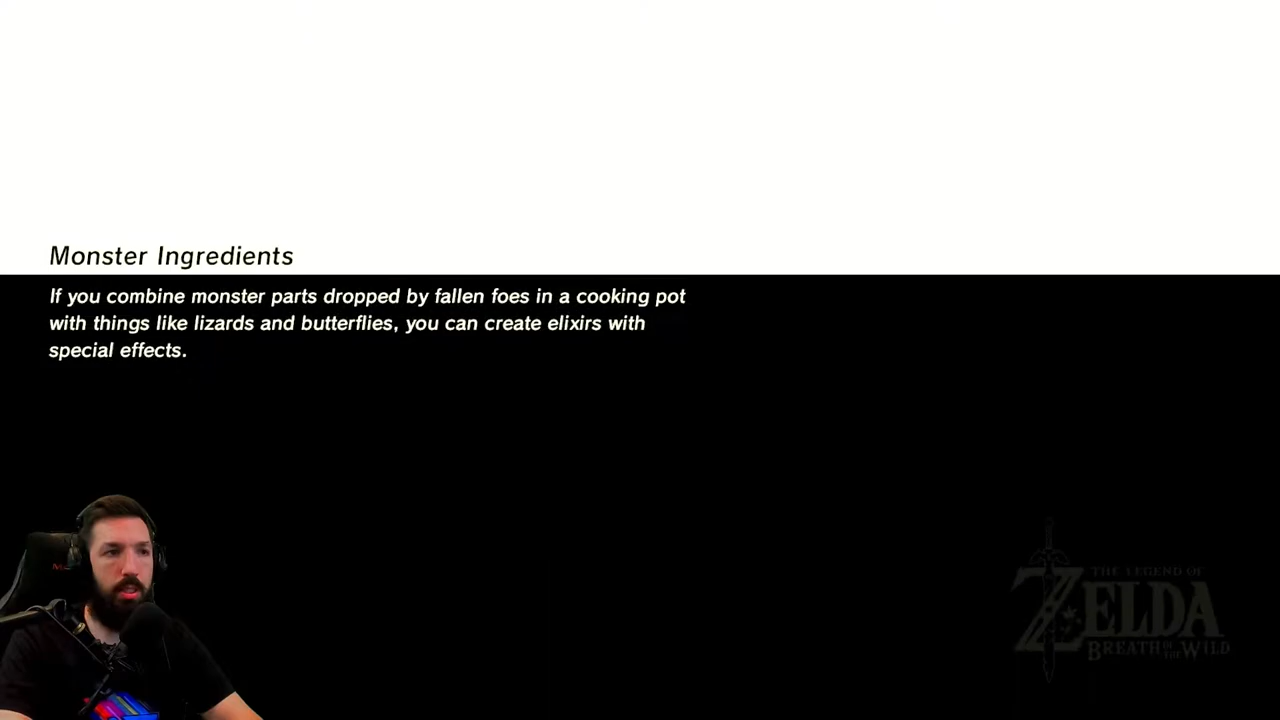 Monster Ingredients
If you combine monster parts dropped by fallen foes in a cooking pot
with things like lizards and butterflies, you can create elixirs with
special effects.
THE LEGEND OF
ZELDA
BREATH OF THE WILD